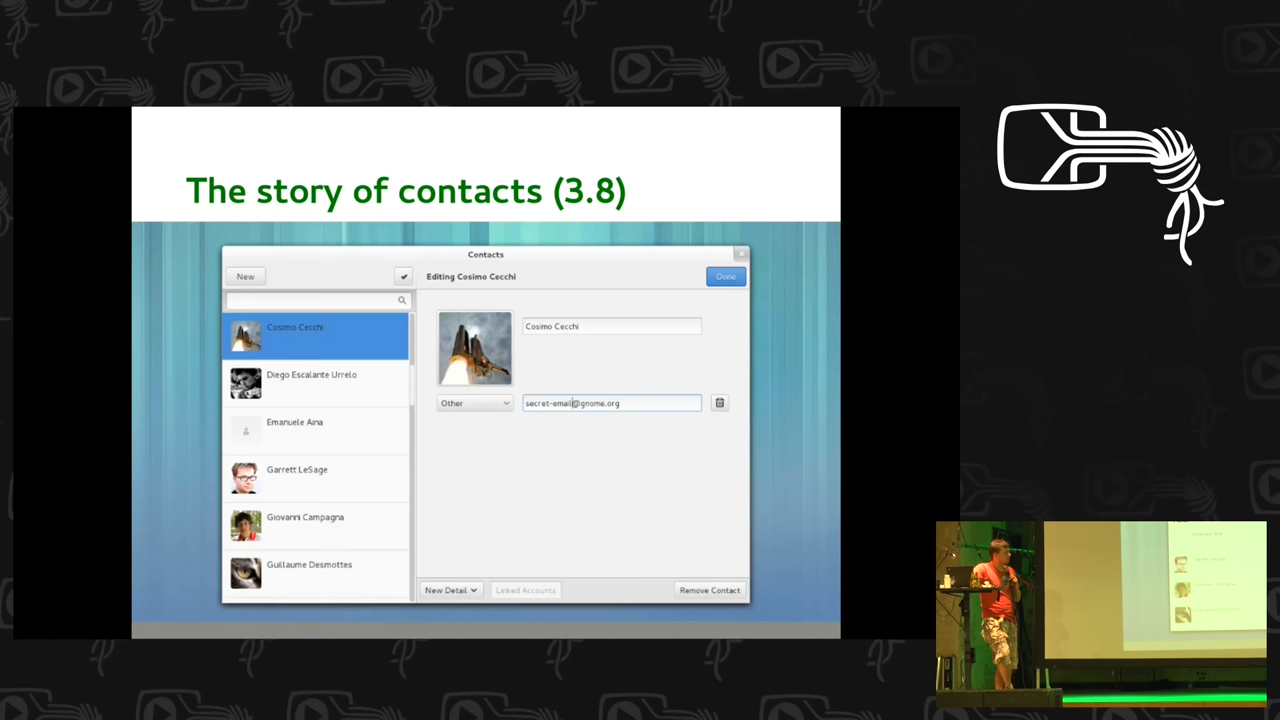 The story of contacts (3.8)
Contacts
New
Editing Cosimo Cecchi
Done
Cosimo Cecchi
Cosimo Cecchi
Diego Escalante Urrelo
Other
secret-email@gnome.org
Emanuele Aina
Garrett LeSage
Giovanni Campagna
Guillaume Desmottes
New Detail
Linked Accounts
Remove Contact